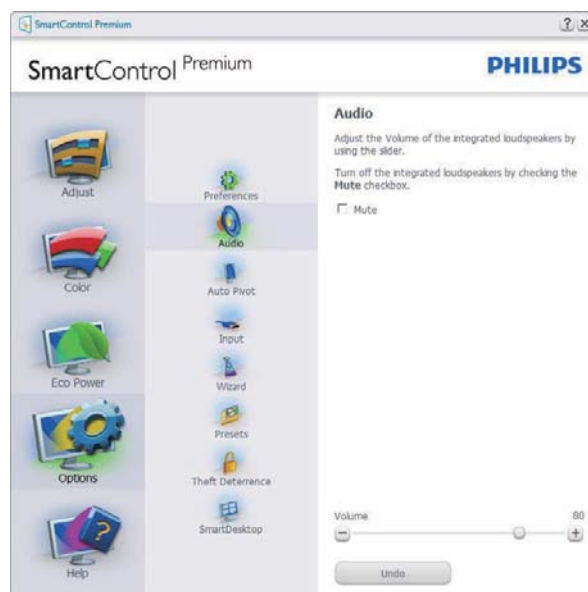 SmartControl Premium
? X
SmartControl Premium
PHILIPS
Adjust
Color
Eco Power
Options
Help
Preferences
Audio
Auto Pivot
Input
Wizard
Presets
Theft Deterrence
SmartDesktop
Audio
Adjust the Volume of the integrated loudspeakers by
using the slider.
Turn off the integrated loudspeakers by checking the
Mute checkbox.
Mute
Volume 80
Undo